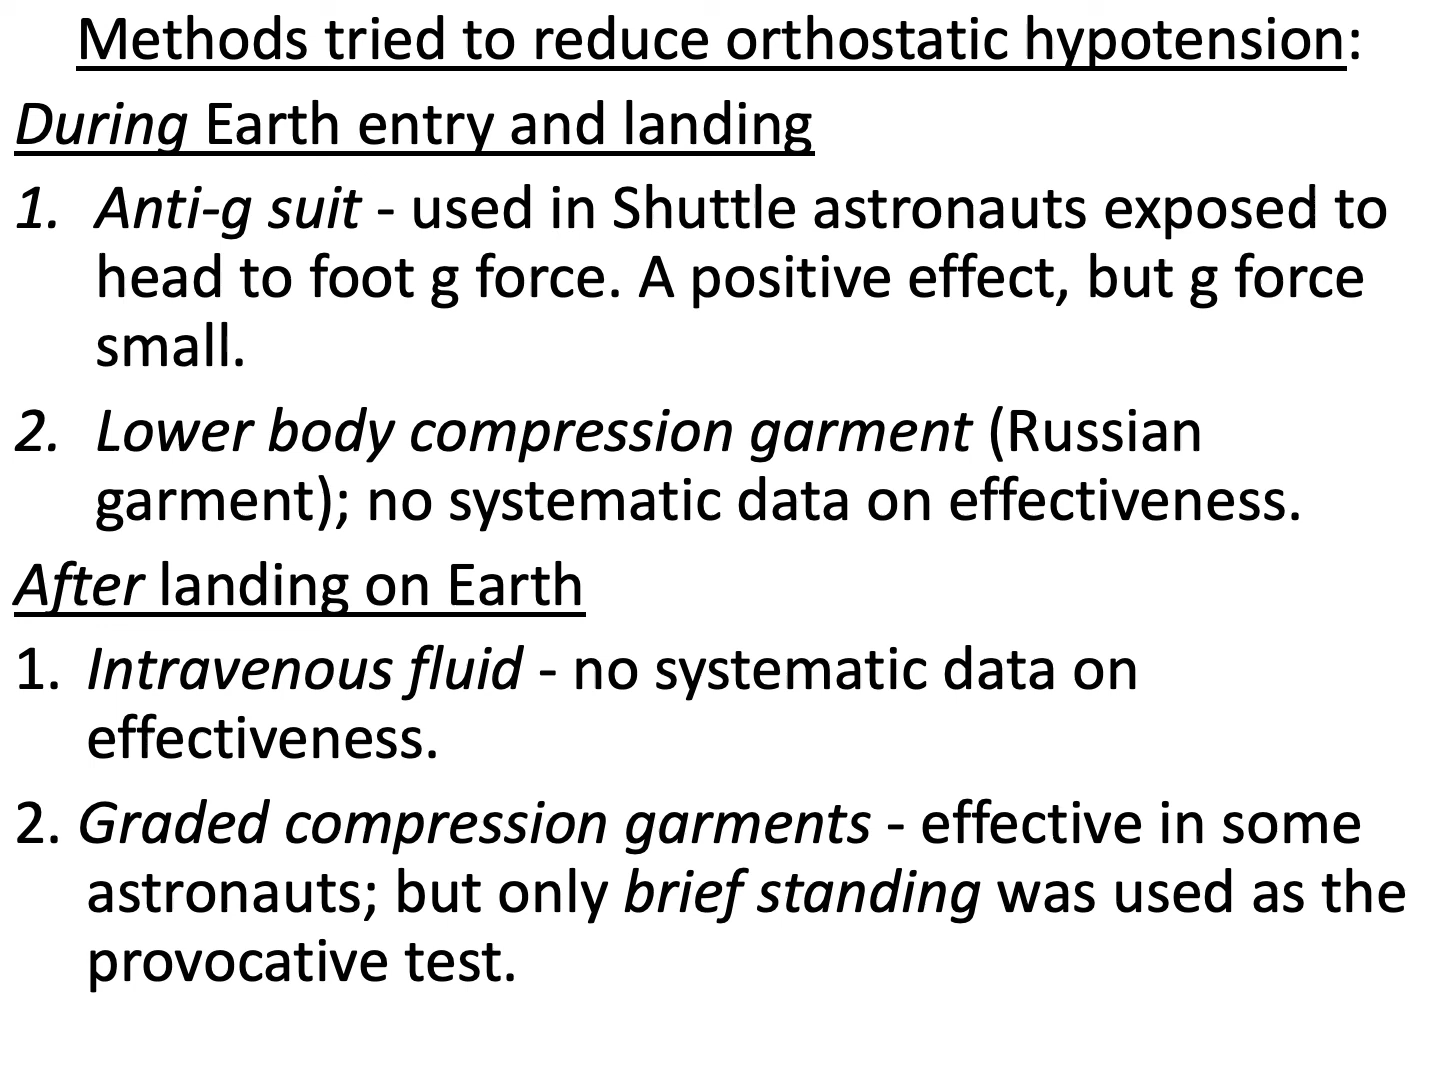 Methods tried to reduce orthostatic hypotension:
During Earth entry and landing
1. Anti-g suit - used in Shuttle astronauts exposed to
head to foot g force. A positive effect, but g force
small.
2. Lower body compression garment (Russian
garment); no systematic data on effectiveness.
After landing on Earth
1. Intravenous fluid - no systematic data on
effectiveness.
2. Graded compression garments - effective in some
astronauts; but only brief standing was used as the
provocative test.